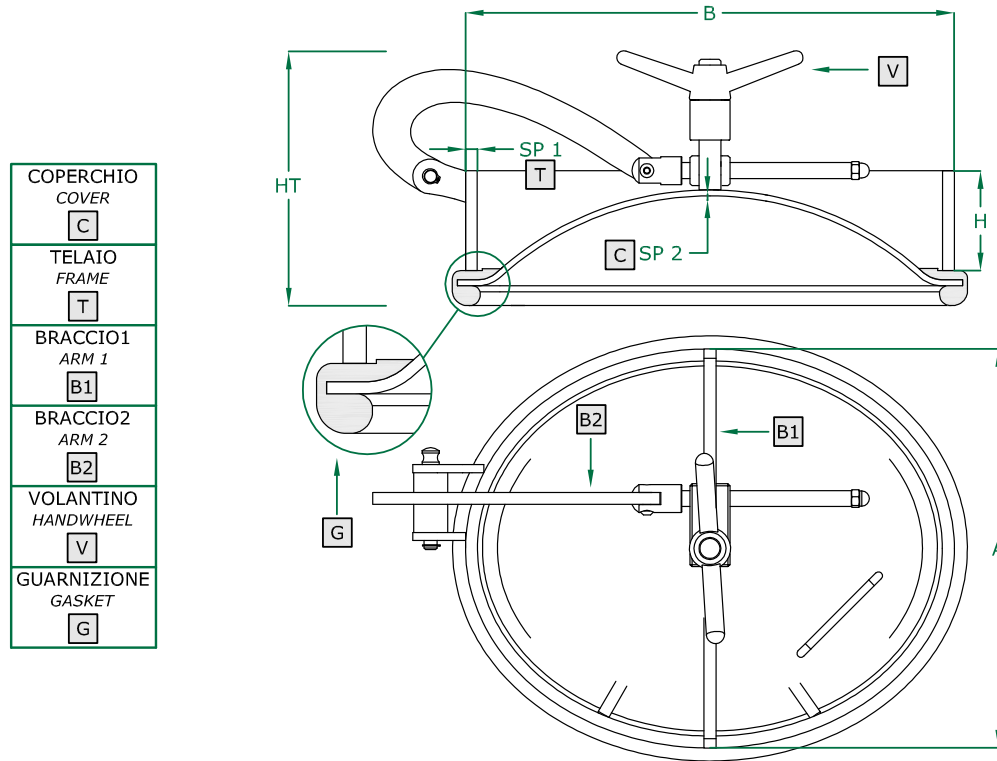 COPERCHIO
COVER
C
TELAIO
FRAME
T
BRACCIO1
ARM 1
B1
BRACCIO2
ARM 2
B2
VOLANTINO
HANDWHEEL
V
GUARNIZIONE
GASKET
G
B
V
HT
SP 1
T
H
C SP 2
B2
B1
G
A